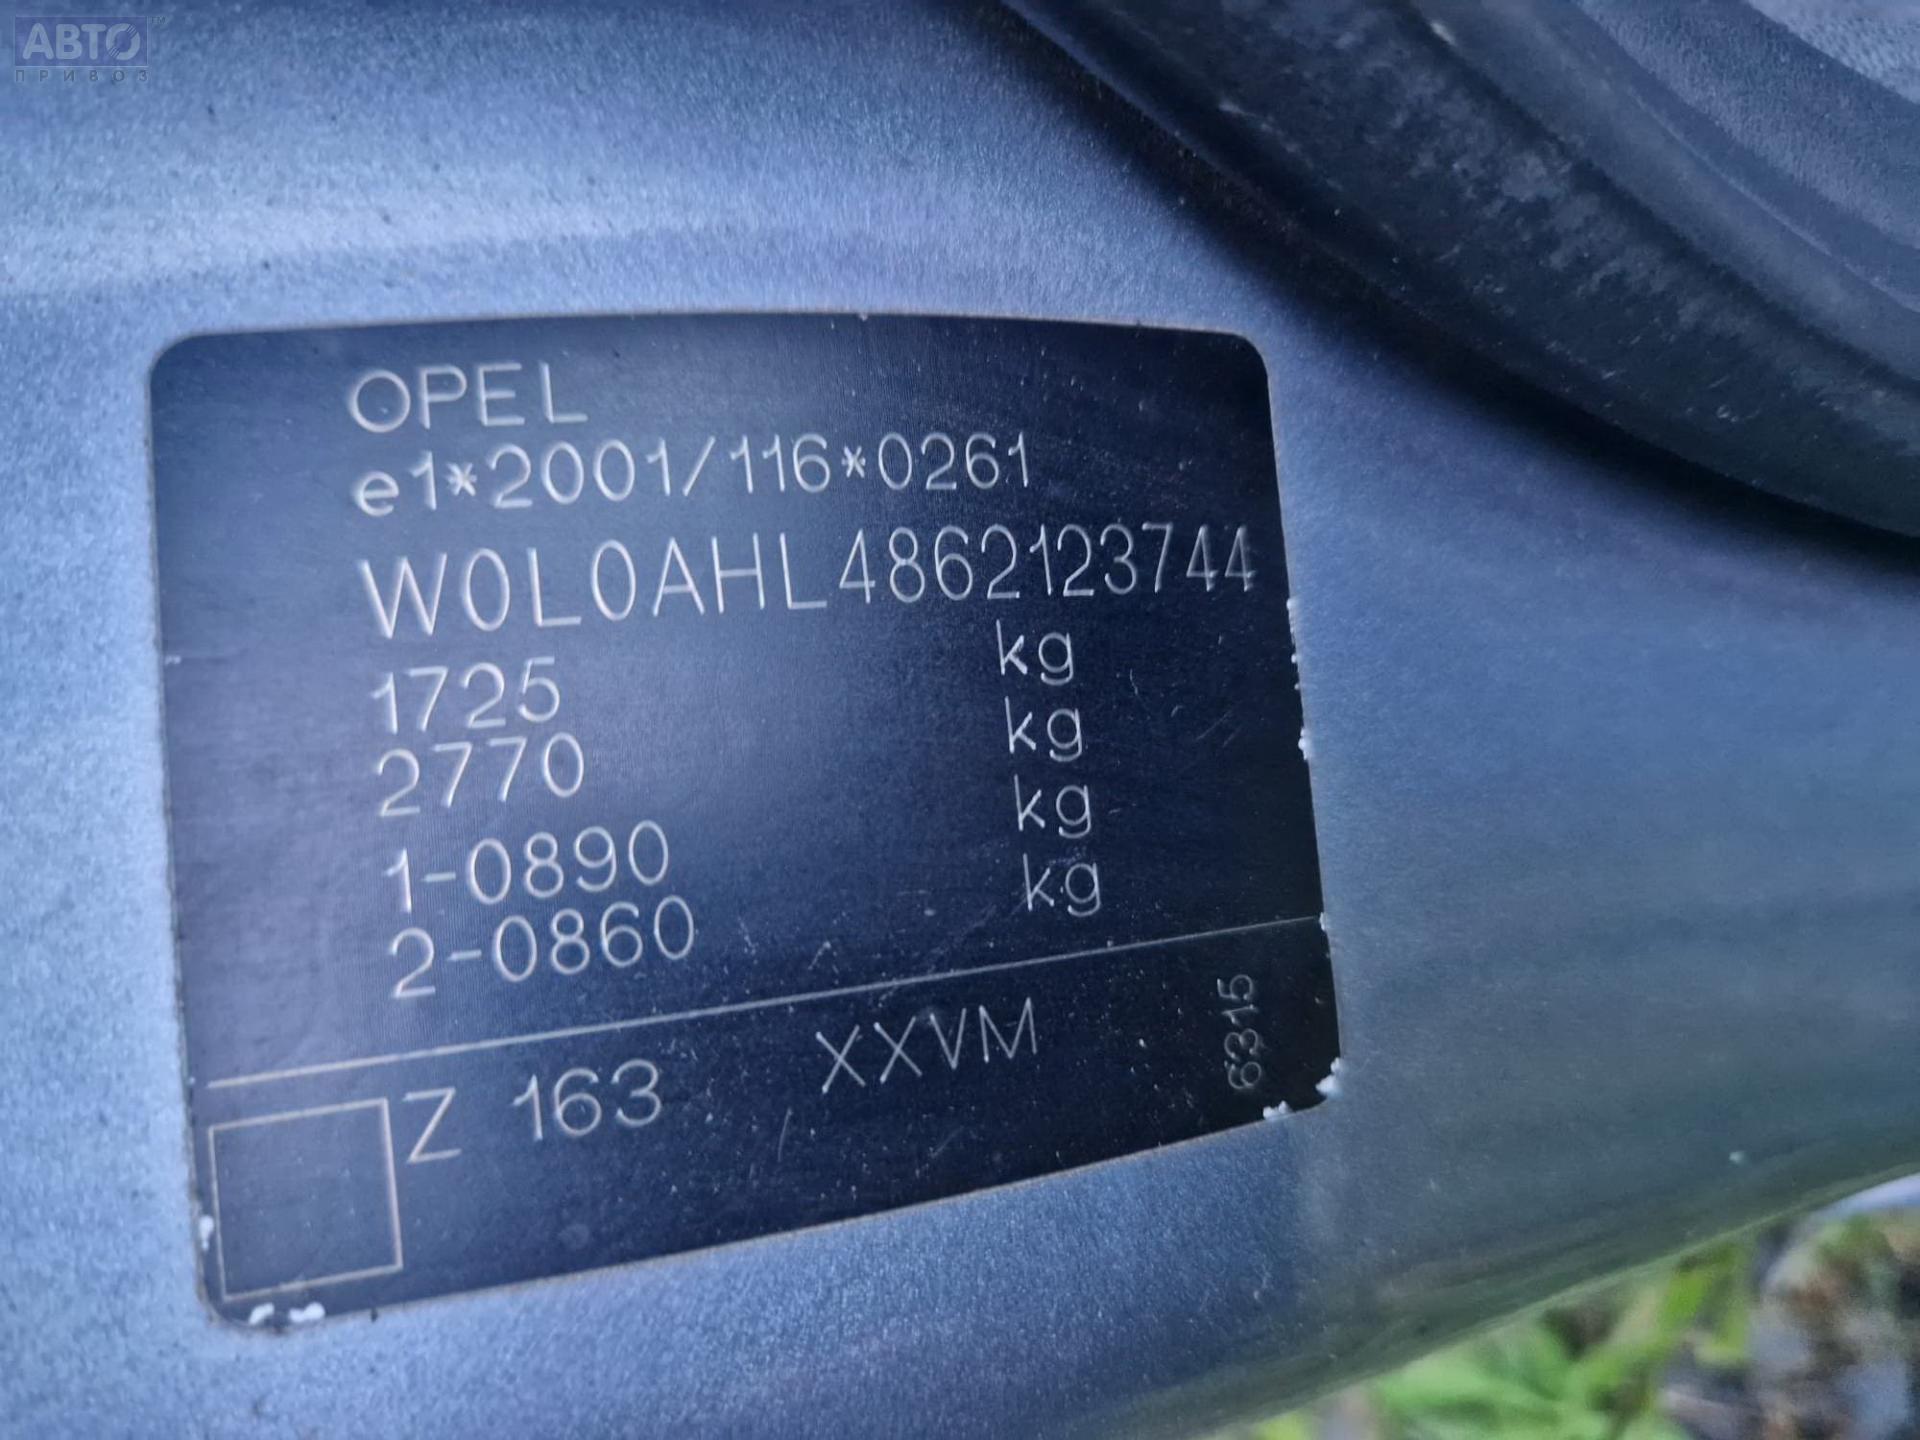 АВТО™
ПРИВОЗ
OPEL
e1*2001/116*0261
W0L0AHL4862123744
1725 kg
2770 kg
1-0890 kg
2-0860 kg
Z 163 XXVM
6315